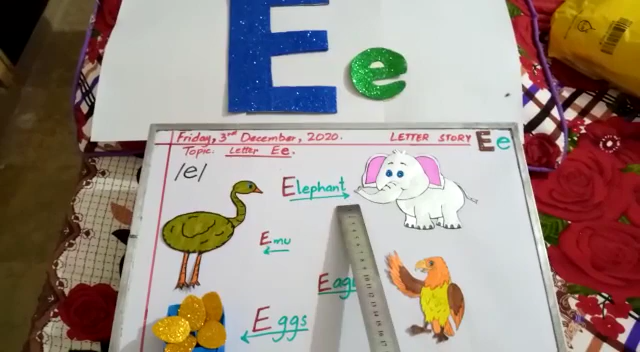 E e
Friday, 3rd December, 2020. LETTER STORY Ee
Topic: Letter Ee.
/e/
Elephant
Emu
Eggs